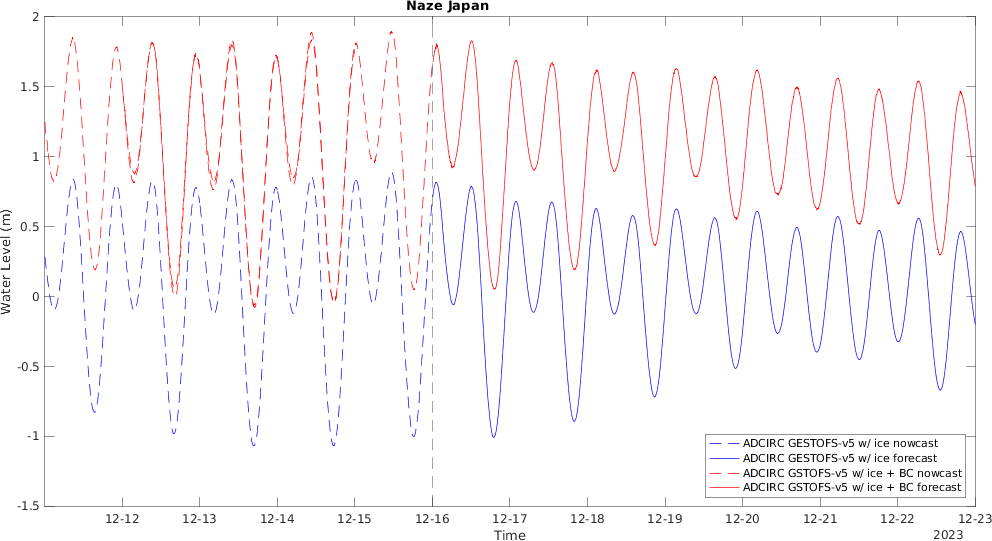 Naze Japan
2
1.5
1
0.5
0
-0.5
-1
-1.5
Water Level (m)
ADCIRC GESTOFS-v5 w/ ice nowcast
ADCIRC GESTOFS-v5 w/ ice forecast
ADCIRC GSTOFS-v5 w/ ice + BC nowcast
ADCIRC GSTOFS-v5 w/ ice + BC forecast
12-12 12-13 12-14 12-15 12-16 12-17 12-18 12-19 12-20 12-21 12-22 12-23
Time
2023